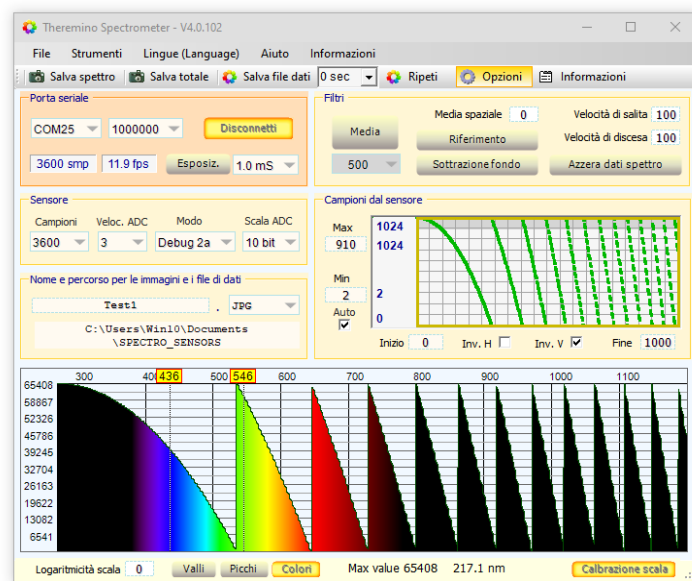 Theremino Spectrometer - V4.0.102
File Strumenti Lingue (Language) Aiuto Informazioni
Salva spettro Salva totale Salva file dati 0 sec Ripeti Opzioni Informazioni
Porta seriale
COM25 1000000 Disconnetti
3600 smp 11.9 fps Esposiz. 1.0 mS
Filtri
Media Media spaziale 0 Velocità di salita 100
Riferimento Velocità di discesa 100
500 Sottrazione fondo Azzera dati spettro
Sensore
Campioni Veloc. ADC Modo Scala ADC
3600 3 Debug 2a 10 bit
Campioni dal sensore
Max 1024
910 1024
Min
2 2
Auto 0
Inizio 0 Inv. H Inv. V Fine 1000
Nome e percorso per le immagini e i file di dati
Test1 . JPG
C:\Users\Win10\Documents
\SPECTRO_SENSORS
300 400 436 500 546 600 700 800 900 1000 1100
65408
58867
52326
45786
39245
32704
26163
19622
13082
6541
Logaritmicità scala 0 Valli Picchi Colori Max value 65408 217.1 nm Calbrazione scala